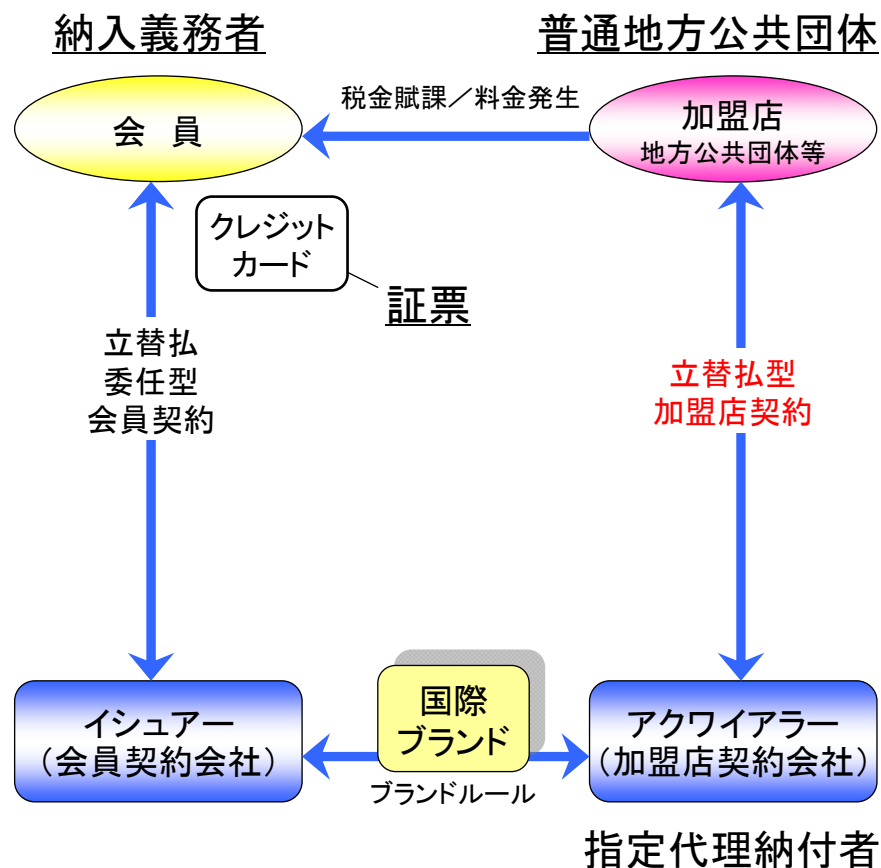 納入義務者
普通地方公共団体
会 員
税金賦課／料金発生
加盟店
地方公共団体等
クレジット
カード
証票
立替払
委任型
会員契約
立替払型
加盟店契約
イシュアー
（会員契約会社）
国際
ブランド
ブランドルール
アクワイアラー
（加盟店契約会社）
指定代理納付者